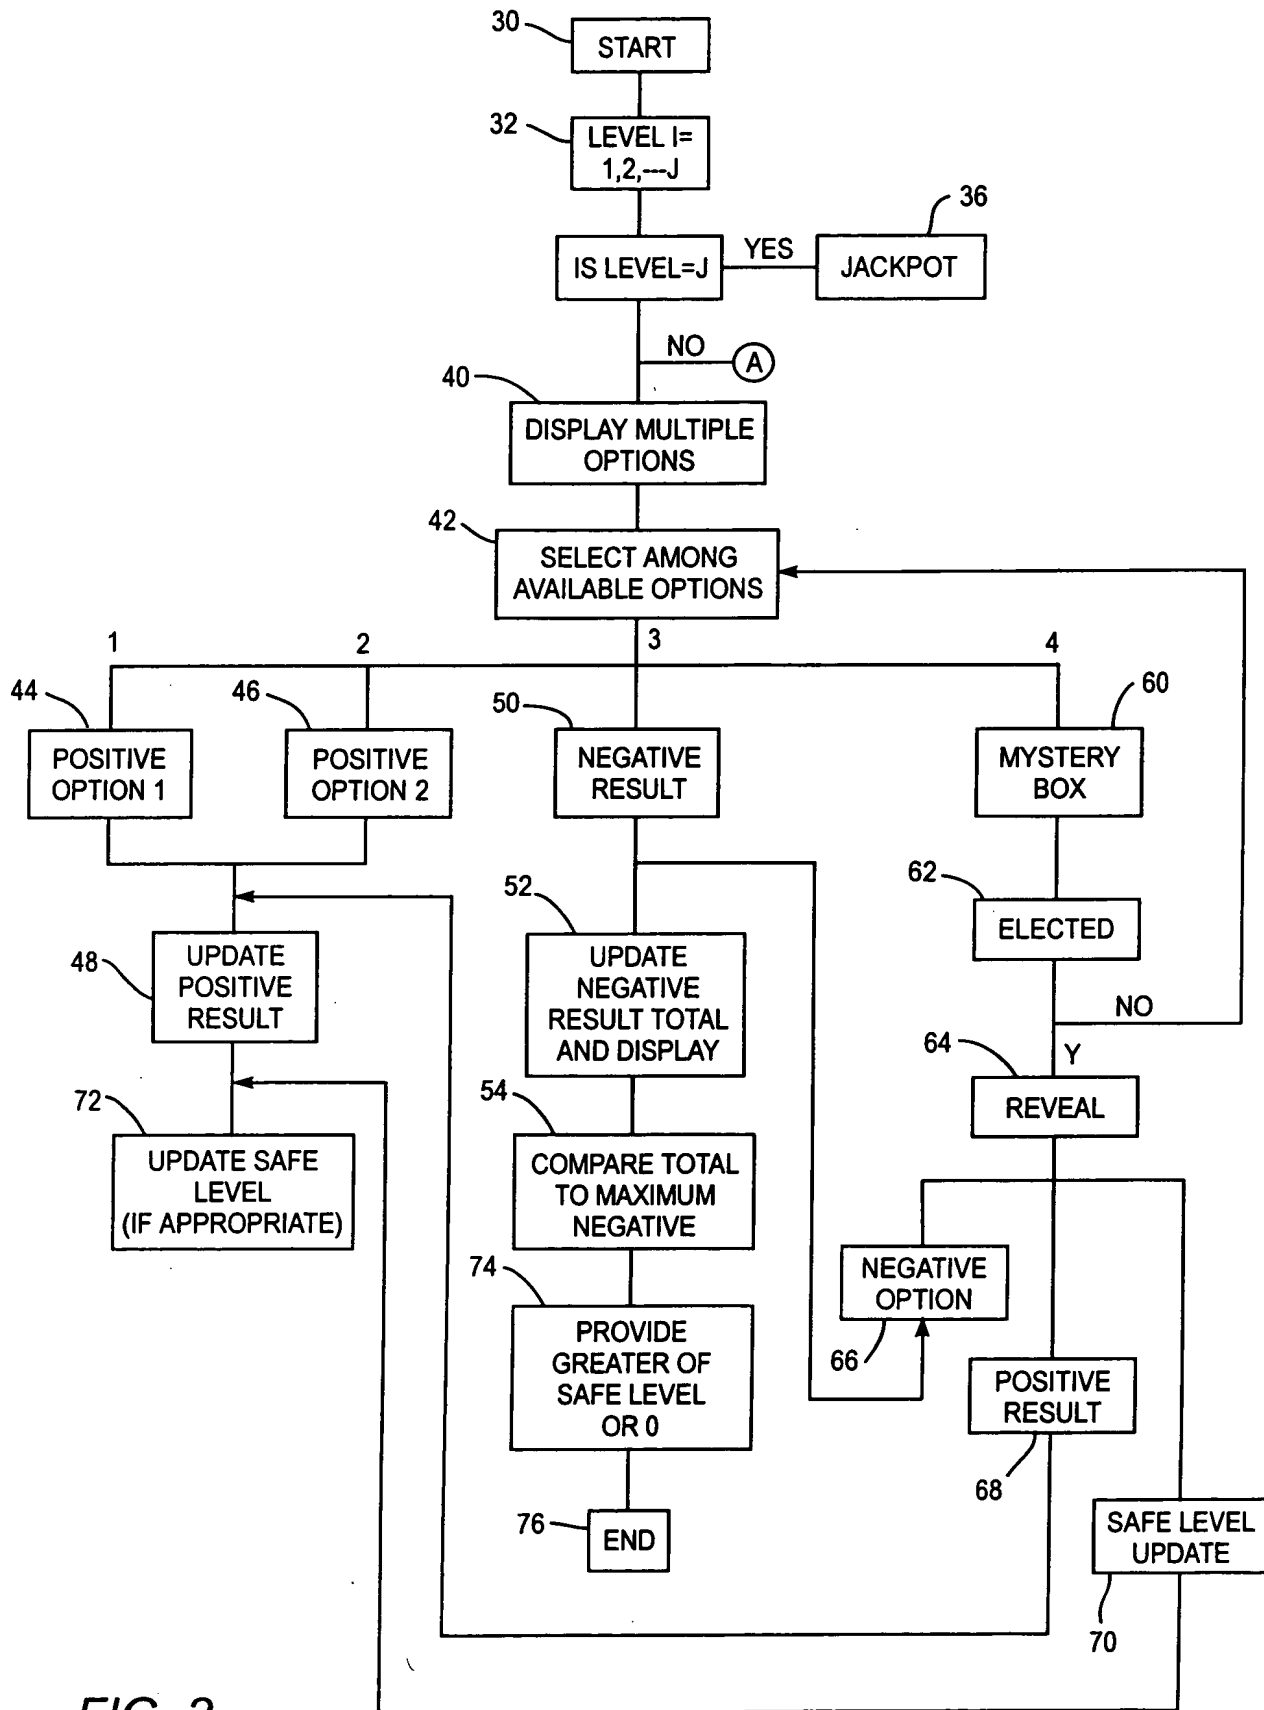 30
START
32
LEVEL I=
1,2,---J
36
IS LEVEL=J
YES
JACKPOT
NO
A
40
DISPLAY MULTIPLE
OPTIONS
42
SELECT AMONG
AVAILABLE OPTIONS
1
2
3
4
44
POSITIVE
OPTION 1
46
POSITIVE
OPTION 2
50
NEGATIVE
RESULT
60
MYSTERY
BOX
62
ELECTED
NO
48
UPDATE
POSITIVE
RESULT
52
UPDATE
NEGATIVE
RESULT TOTAL
AND DISPLAY
64
Y
REVEAL
72
UPDATE SAFE
LEVEL
(IF APPROPRIATE)
54
COMPARE TOTAL
TO MAXIMUM
NEGATIVE
NEGATIVE
OPTION
66
74
PROVIDE
GREATER OF
SAFE LEVEL
OR 0
POSITIVE
RESULT
68
76
END
SAFE LEVEL
UPDATE
70
FIG.